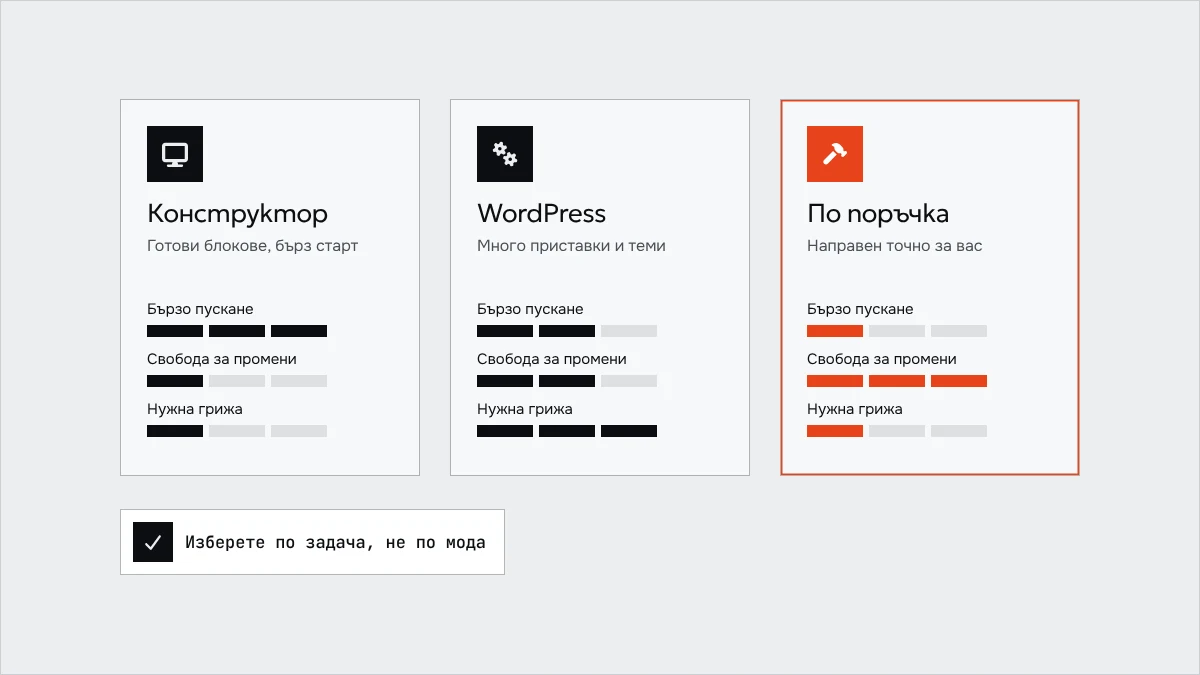 Конструктор
Готови блокове, бърз старт
Бързо пускане
Свобода за промени
Нужна грижа
WordPress
Много приставки и теми
Бързо пускане
Свобода за промени
Нужна грижа
По поръчка
Направен точно за вас
Бързо пускане
Свобода за промени
Нужна грижа
Изберете по задача, не по мода